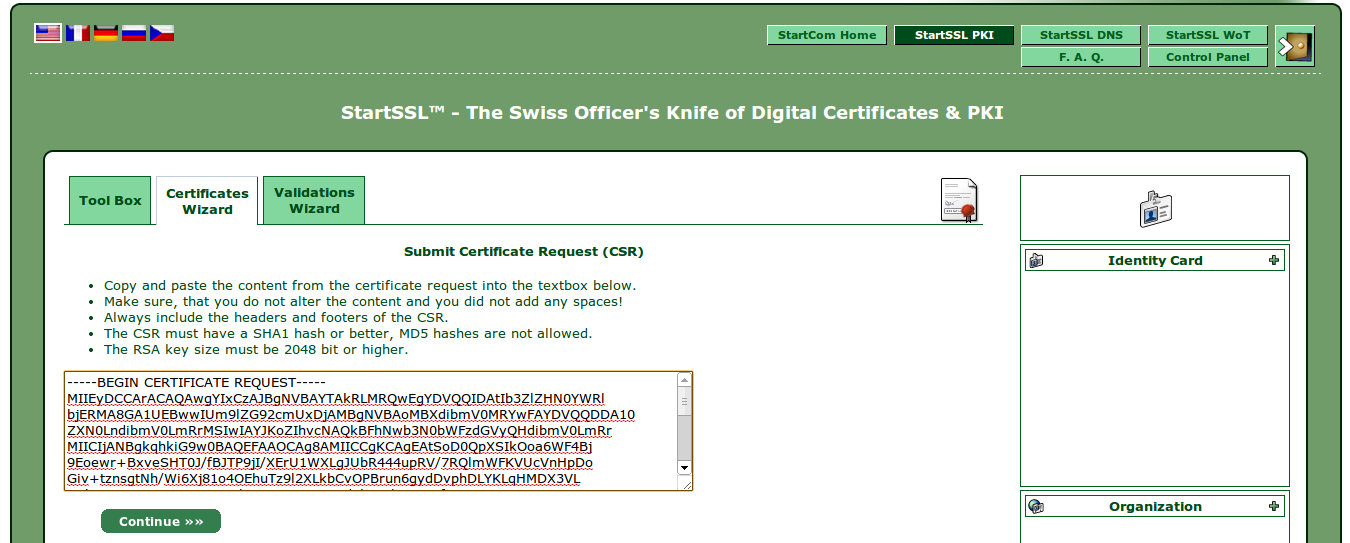 StartCom Home
StartSSL PKI
StartSSL DNS
StartSSL WoT
F. A. Q.
Control Panel
StartSSL™ - The Swiss Officer's Knife of Digital Certificates & PKI
Tool Box
Certificates
Wizard
Validations
Wizard
Submit Certificate Request (CSR)
• Copy and paste the content from the certificate request into the textbox below.
• Make sure, that you do not alter the content and you did not add any spaces!
• Always include the headers and footers of the CSR.
• The CSR must have a SHA1 hash or better, MD5 hashes are not allowed.
• The RSA key size must be 2048 bit or higher.
-----BEGIN CERTIFICATE REQUEST-----
MIIEyDCCArACAQAwgYIxCzAJBgNVBAYTAkRLMRQwEgYDVQQIDAtIb3ZlZHN0YWRl
bjERMA8GA1UEBwwIUm9lZG92cmUxDjAMBgNVBAoMBXdibmV0MRYwFAYDVQQDDA10
ZXN0LndibmV0LmRrMSIwIAYJKoZIhvcNAQkBFhNwb3N0bWFzdGVyQHdibmV0LmRr
MIICIjANBgkqhkiG9w0BAQEFAAOCAg8AMIICCgKCAgEAtSoD0QpXSIkOoa6WF4Bj
9Eoewr+BxveSHT0J/fBJTP9jI/XErU1WXLgJUbR444upRV/7RQlmWFKVUcVnHpDo
Giv+tznsgtNh/Wi6Xj81o4OEhuTz9l2XLkbCvOPBrun6gydDvphDLYKLqHMDX3VL
Continue »»
Identity Card
Organization